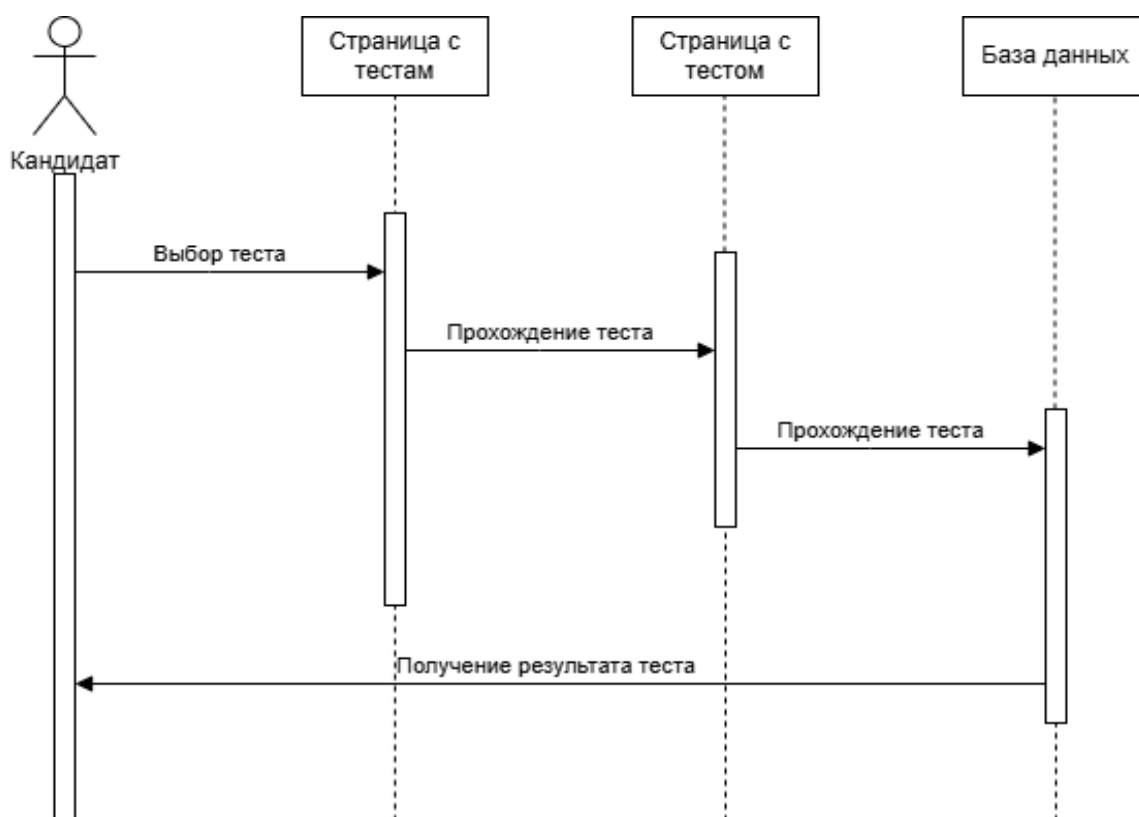 Страница с
тестам
Страница с
тестом
База данных
Кандидат
Выбор теста
Прохождение теста
Прохождение теста
Получение результата теста